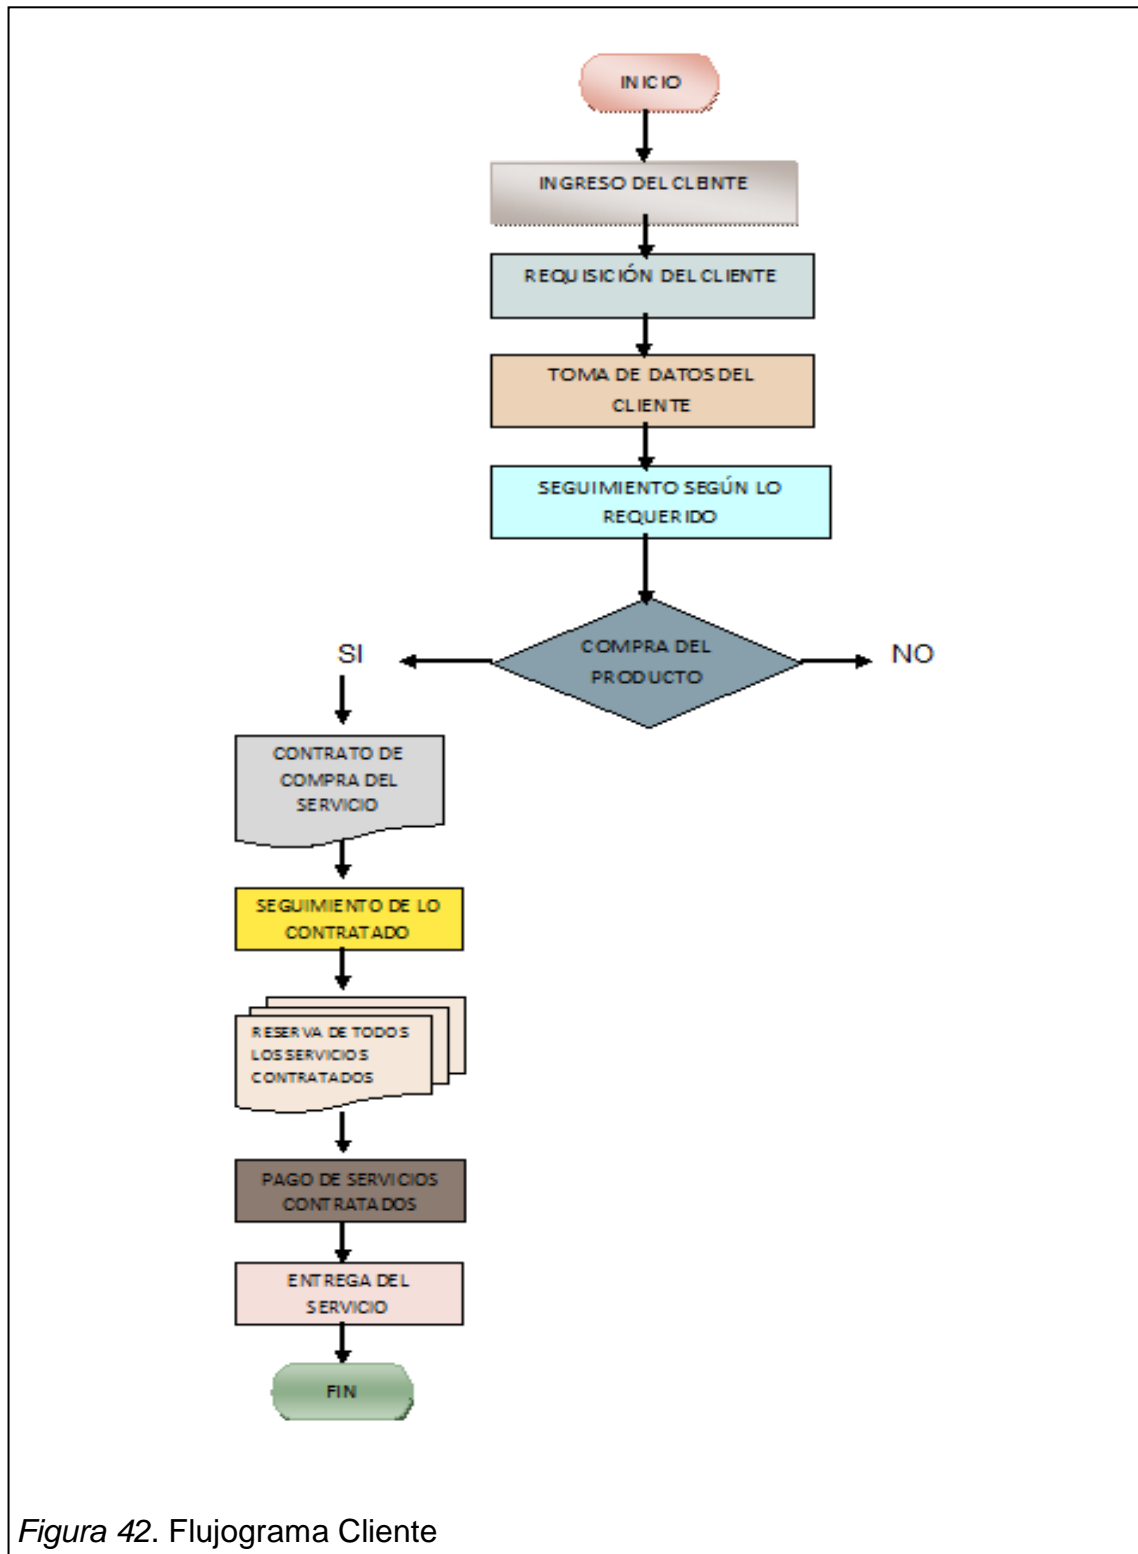 INICIO
INGRESO DEL CLEINTE
REQUISICIÓN DEL CLIENTE
TOMA DE DATOS DEL
CLIENTE
SEGUIMIENTO SEGÚN LO
REQUERIDO
COMPRA DEL
PRODUCTO
SI
NO
CONTRATO DE
COMPRA DEL
SERVICIO
SEGUIMIENTO DE LO
CONTRATADO
RESERVA DE TODOS
LOS SERVICIOS
CONTRATADOS
PAGO DE SERVICIOS
CONTRATADOS
ENTREGA DEL
SERVICIO
FIN
Figura 42. Flujograma Cliente